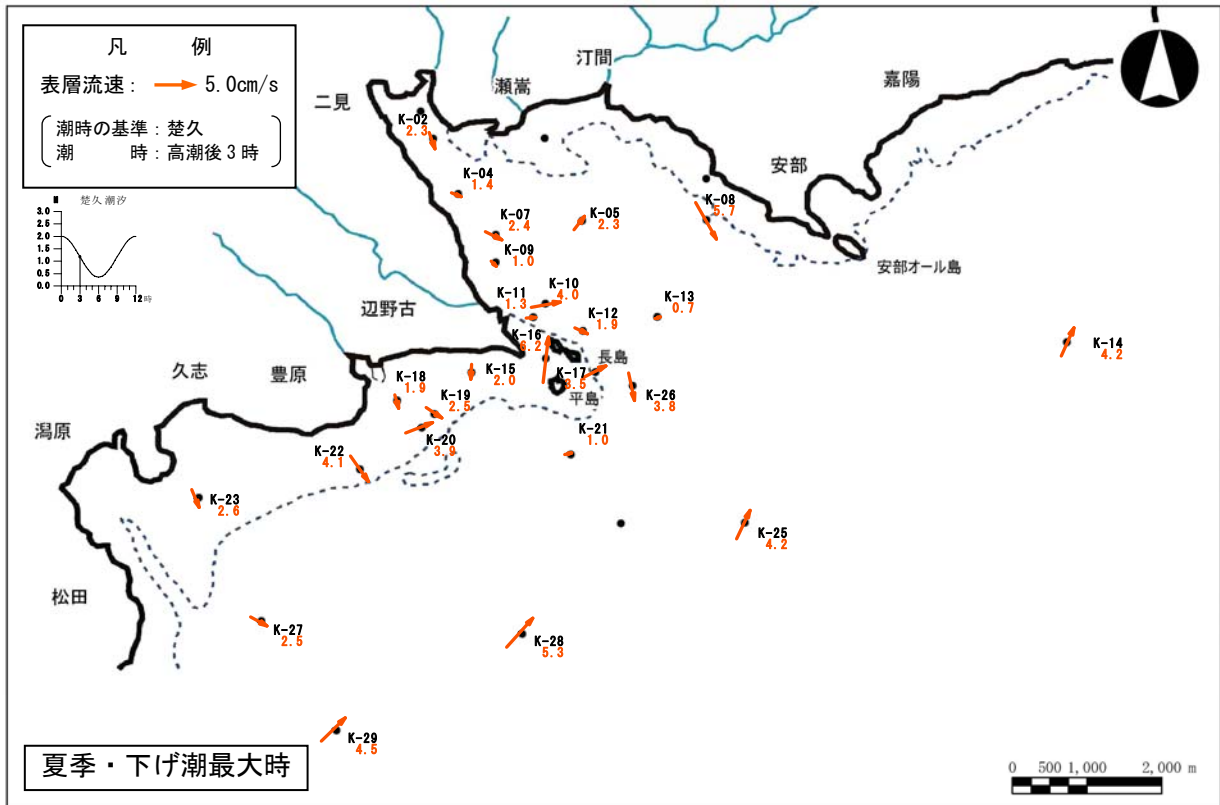 凡 例
表層流速： 5.0cm/s
潮時の基準：楚久
潮 時：高潮後3時
楚久潮汐
3.0
2.5
2.0
1.5
1.0
0.5
0.0
0 3 6 9 12時
二見
瀬嵩
汀間
嘉陽
安部
安部オール島
辺野古
久志
豊原
潟原
松田
長島
平島
K-02
2.3
K-04
1.4
K-07
2.4
K-05
2.3
K-08
5.7
K-09
1.0
K-10
4.0
K-11
1.3
K-12
1.9
K-13
0.7
K-14
4.2
K-16
6.2
K-15
2.0
K-17
3.5
K-18
1.9
K-19
2.5
K-26
3.8
K-20
3.9
K-21
1.0
K-22
4.1
K-23
2.6
K-25
4.2
K-27
2.5
K-28
5.3
K-29
4.5
夏季・下げ潮最大時
0 500 1,000 2,000 m